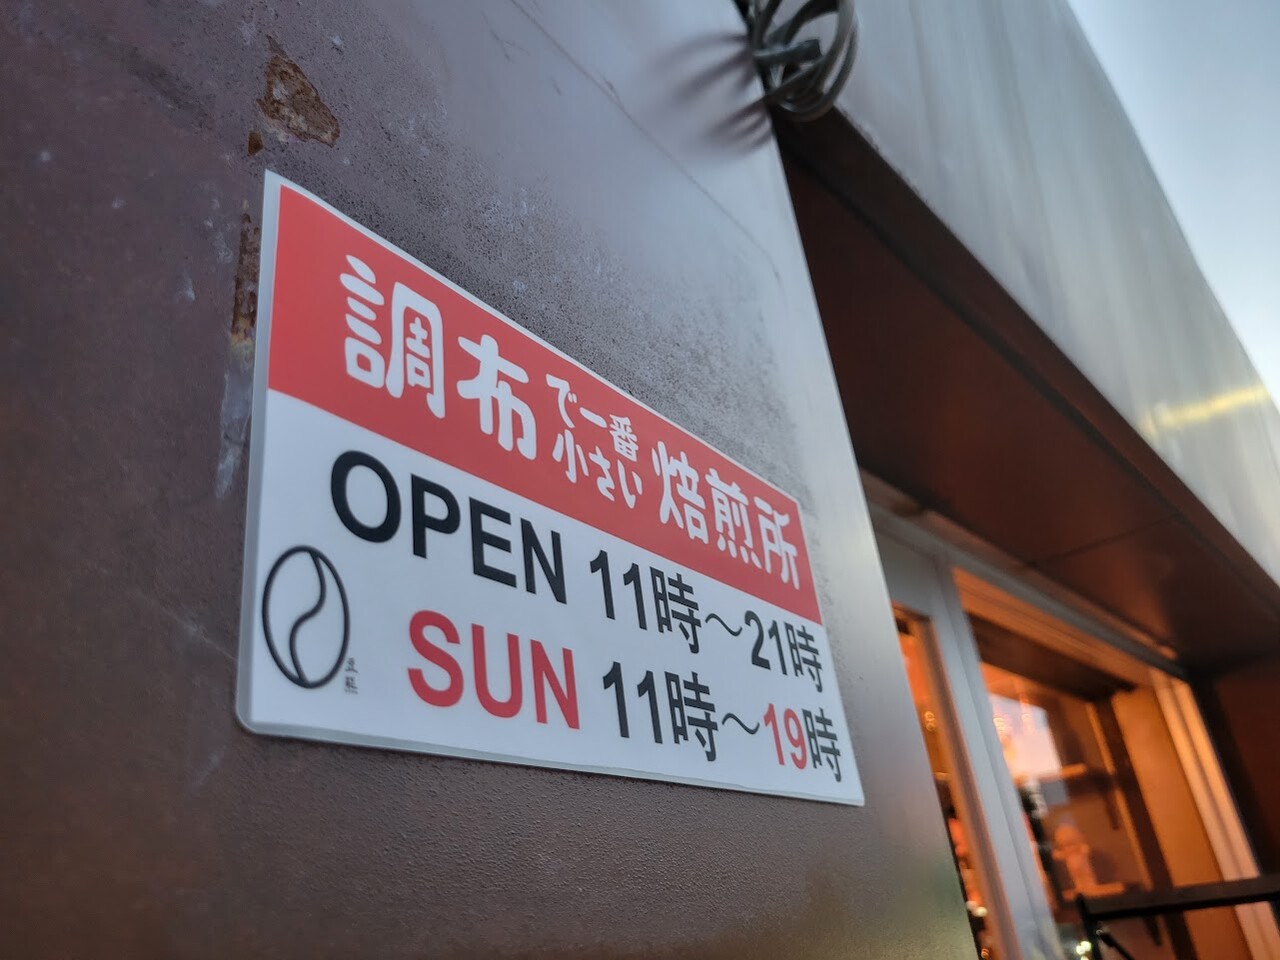 調布で一番小さい焙煎所
OPEN 11時～21時
SUN 11時～19時